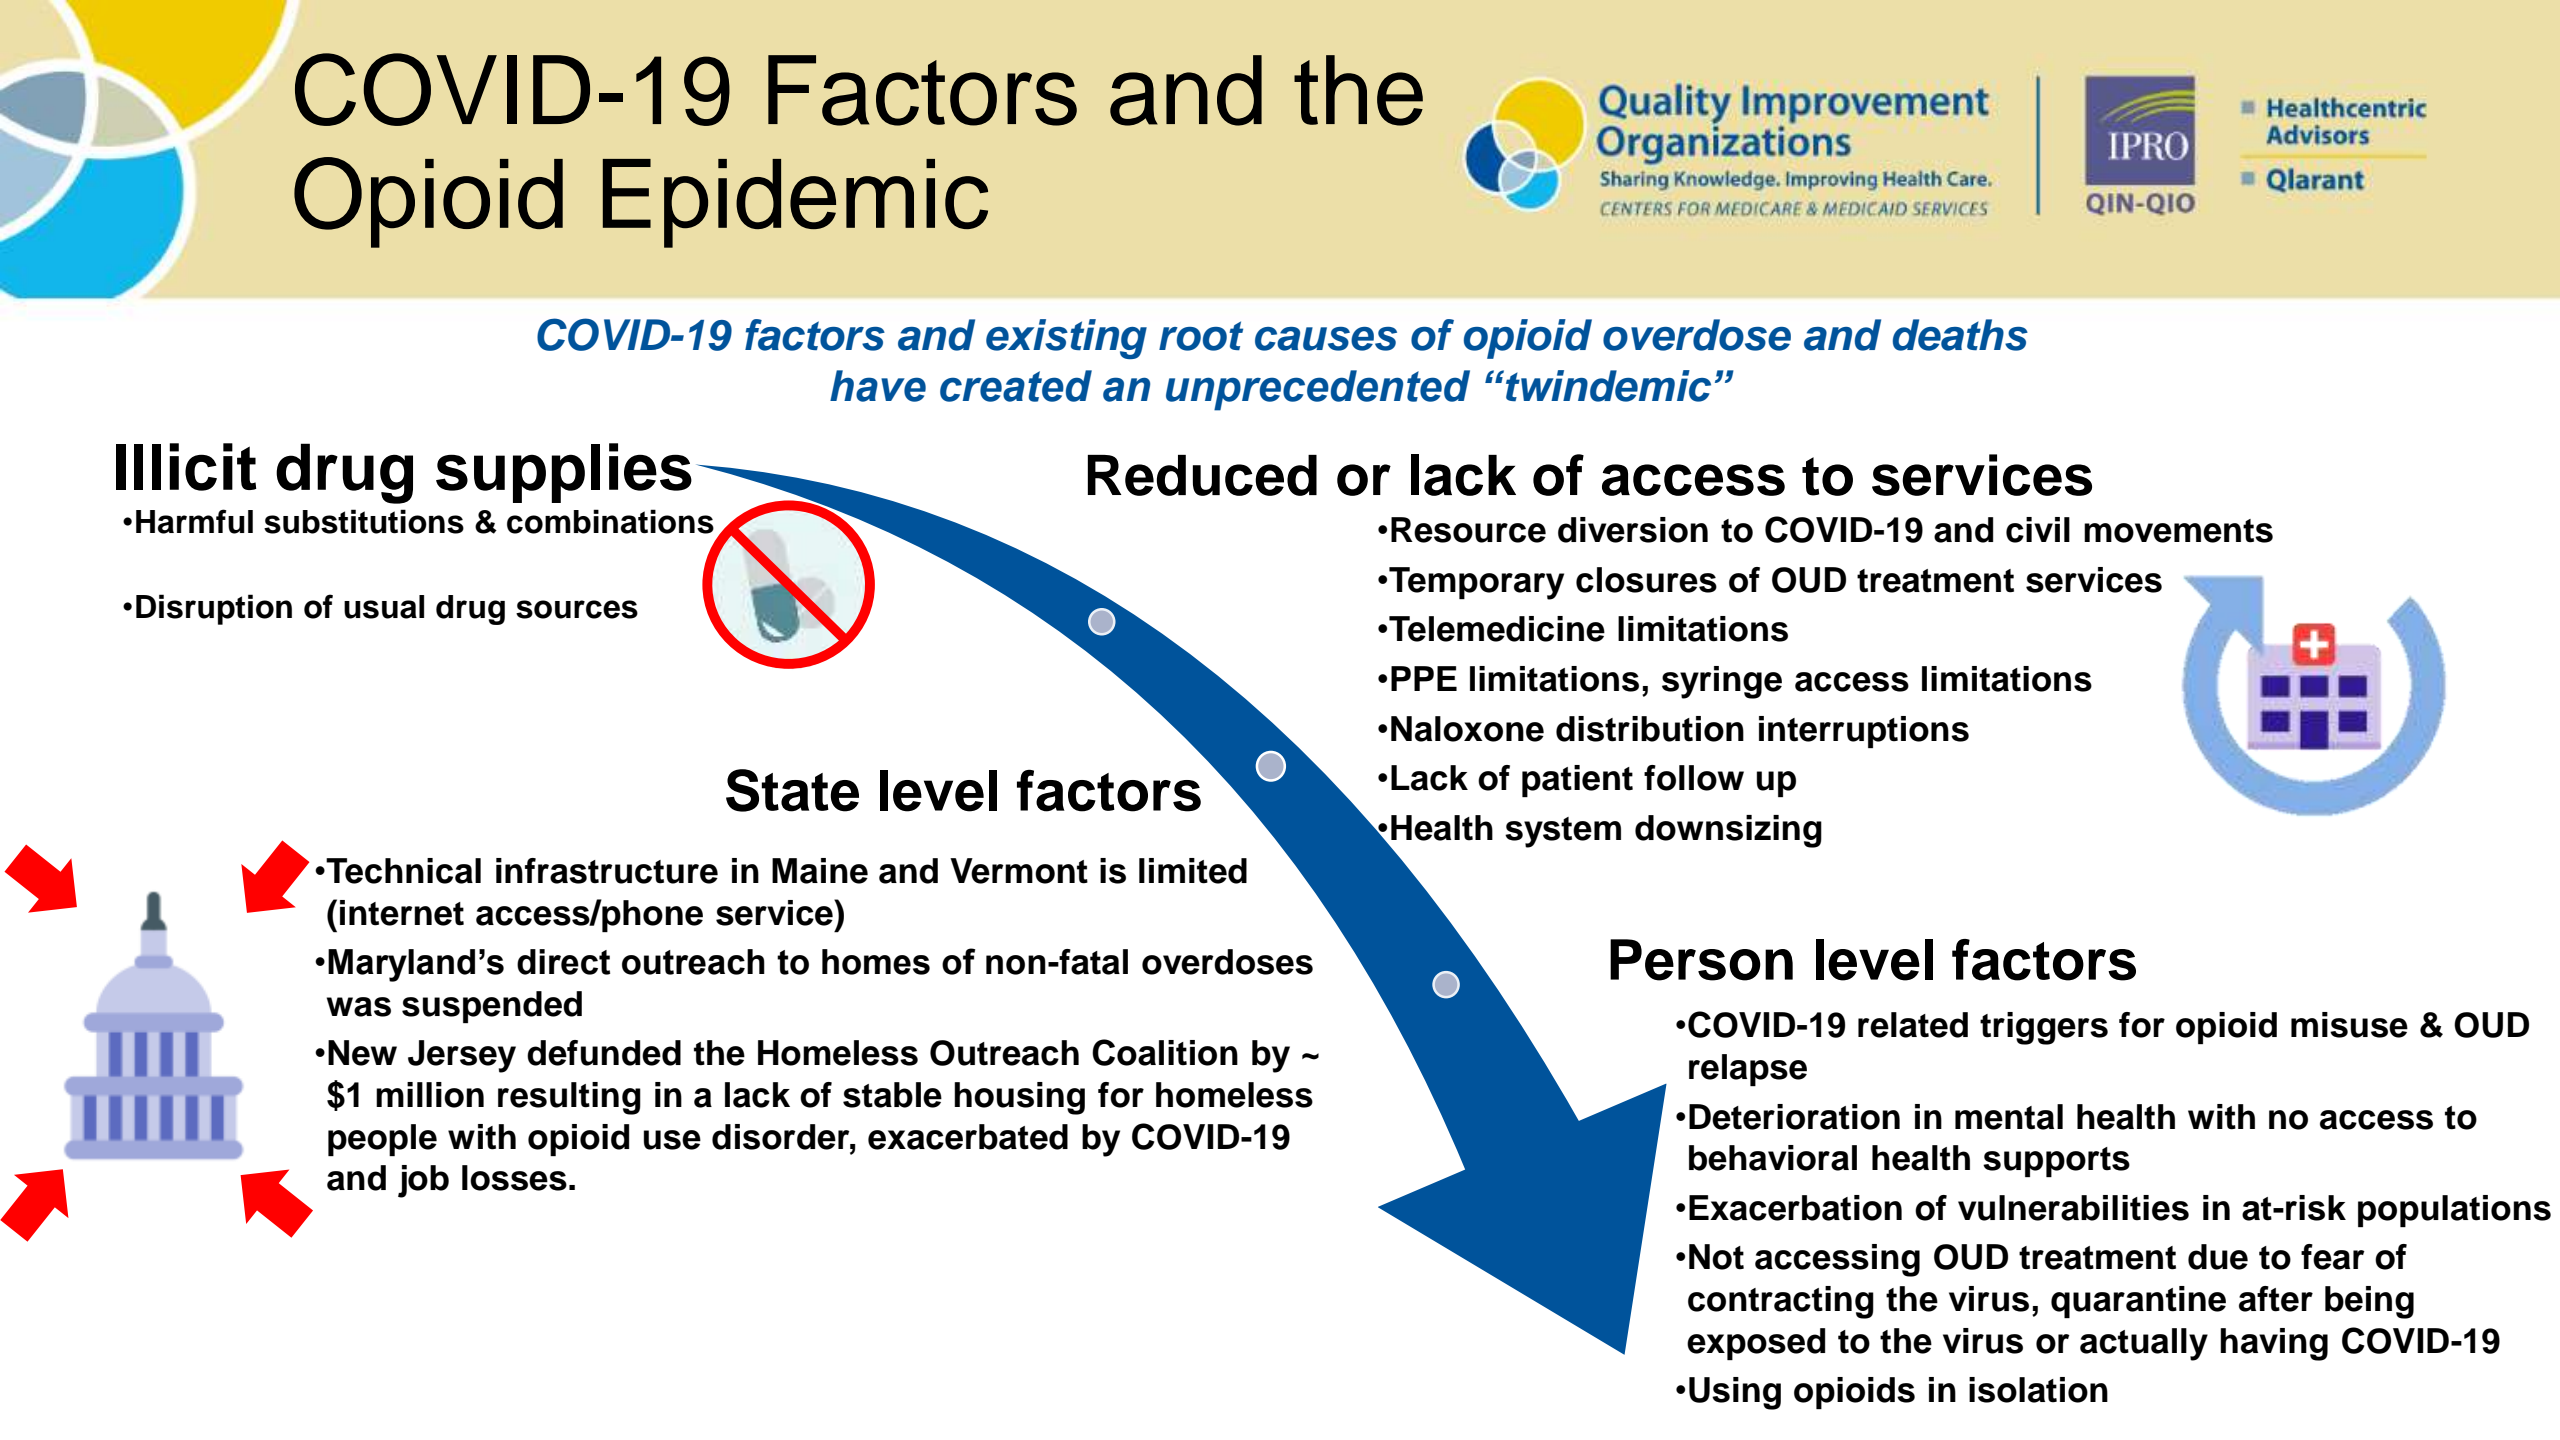 COVID-19 Factors and the
Opioid Epidemic
Quality Improvement
Organizations
Sharing Knowledge. Improving Health Care.
CENTERS FOR MEDICARE & MEDICAID SERVICES
IPRO
QIN-QIO
Healthcentric
Advisors
Qlarant
COVID-19 factors and existing root causes of opioid overdose and deaths
have created an unprecedented “twindemic”
Illicit drug supplies
•Harmful substitutions & combinations
•Disruption of usual drug sources
Reduced or lack of access to services
•Resource diversion to COVID-19 and civil movements
•Temporary closures of OUD treatment services
•Telemedicine limitations
•PPE limitations, syringe access limitations
•Naloxone distribution interruptions
•Lack of patient follow up
•Health system downsizing
State level factors
•Technical infrastructure in Maine and Vermont is limited
(internet access/phone service)
•Maryland’s direct outreach to homes of non-fatal overdoses
was suspended
•New Jersey defunded the Homeless Outreach Coalition by ~
$1 million resulting in a lack of stable housing for homeless
people with opioid use disorder, exacerbated by COVID-19
and job losses.
Person level factors
•COVID-19 related triggers for opioid misuse & OUD
relapse
•Deterioration in mental health with no access to
behavioral health supports
•Exacerbation of vulnerabilities in at-risk populations
•Not accessing OUD treatment due to fear of
contracting the virus, quarantine after being
exposed to the virus or actually having COVID-19
•Using opioids in isolation